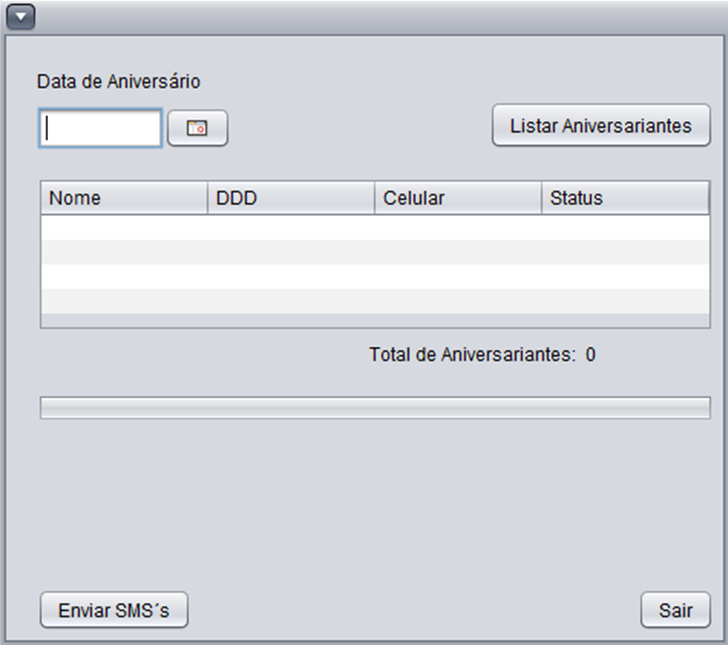 Data de Aniversário
Listar Aniversariantes
Nome DDD Celular Status
Total de Aniversariantes: 0
Enviar SMS´s Sair